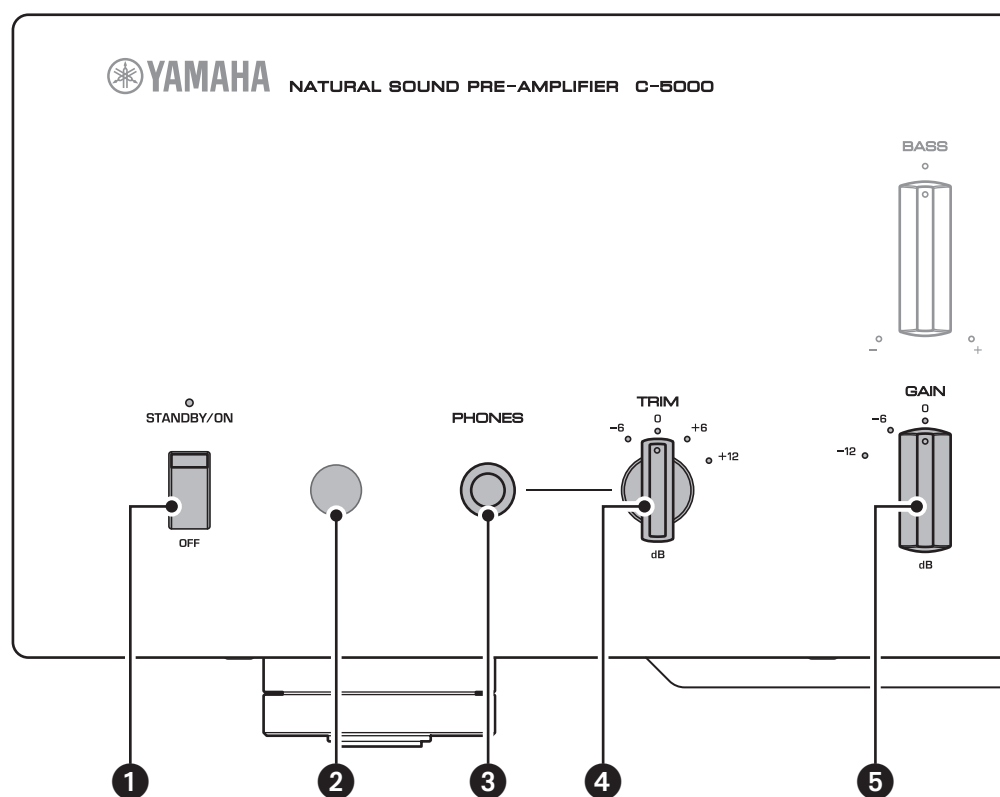 YAMAHA NATURAL SOUND PRE-AMPLIFIER C-5000
BASS
- +
STANDBY/ON
OFF
PHONES
TRIM
-6 0 +6 +12
dB
GAIN
-12 -6 0
dB
1 2 3 4 5